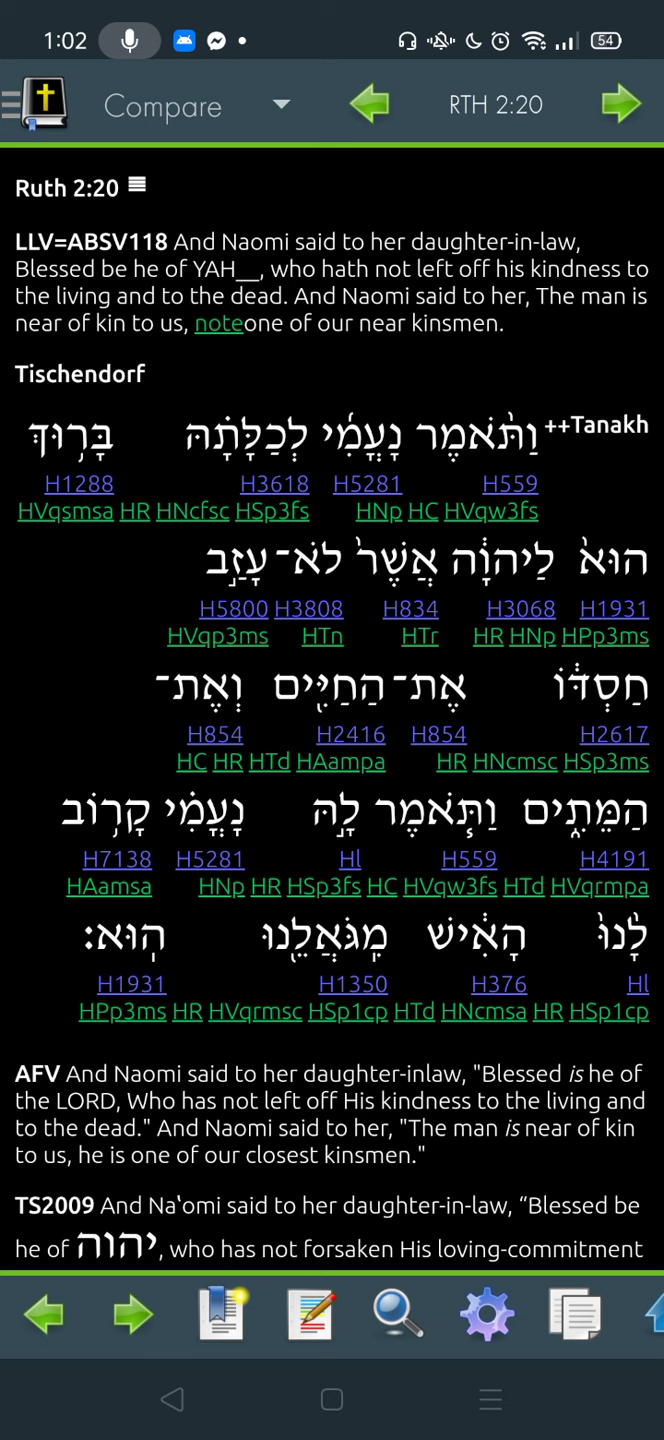 1:02
54
Compare
RTH 2:20
Ruth 2:20
LLV=ABSV118 And Naomi said to her daughter-in-law,
Blessed be he of YAH__, who hath not left off his kindness to
the living and to the dead. And Naomi said to her, The man is
near of kin to us, noteone of our near kinsmen.
Tischendorf
++Tanakh וַתֹּ֨אמֶר נָעֳמִ֜י לְכַלָּתָ֗הּ בָּר֥וּךְ
H1288 H3618 H5281 H559
HVqsmsa HR HNcfsc HSp3fs HNp HC HVqw3fs
הוּא֙ לַיהוָ֔ה אֲשֶׁר֙ לֹא־ עָזַ֣ב
H5800 H3808 H834 H3068 H1931
HVqp3ms HTn HTr HR HNp HPp3ms
חַסְדּ֔וֹ אֶת־ הַחַיִּ֖ים וְאֶת־
H854 H2416 H854 H2617
HC HR HTd HAampa HR HNcmsc HSp3ms
הַמֵּתִ֑ים וַתֹּ֧אמֶר לָ֣הּ נָעֳמִ֗י קָר֥וֹב
H7138 H5281 Hl H559 H4191
HAamsa HNp HR HSp3fs HC HVqw3fs HTd HVqrmpa
לָ֙נוּ֙ הָאִ֔ישׁ מִֽגֹּאֲלֵ֖נוּ הֽוּא׃
H1931 H1350 H376 Hl
HPp3ms HR HVqrmsc HSp1cp HTd HNcmsa HR HSp1cp
AFV And Naomi said to her daughter-inlaw, "Blessed is he of
the LORD, Who has not left off His kindness to the living and
to the dead." And Naomi said to her, "The man is near of kin
to us, he is one of our closest kinsmen."
TS2009 And Naʽomi said to her daughter-in-law, “Blessed be
he of יהוה, who has not forsaken His loving-commitment